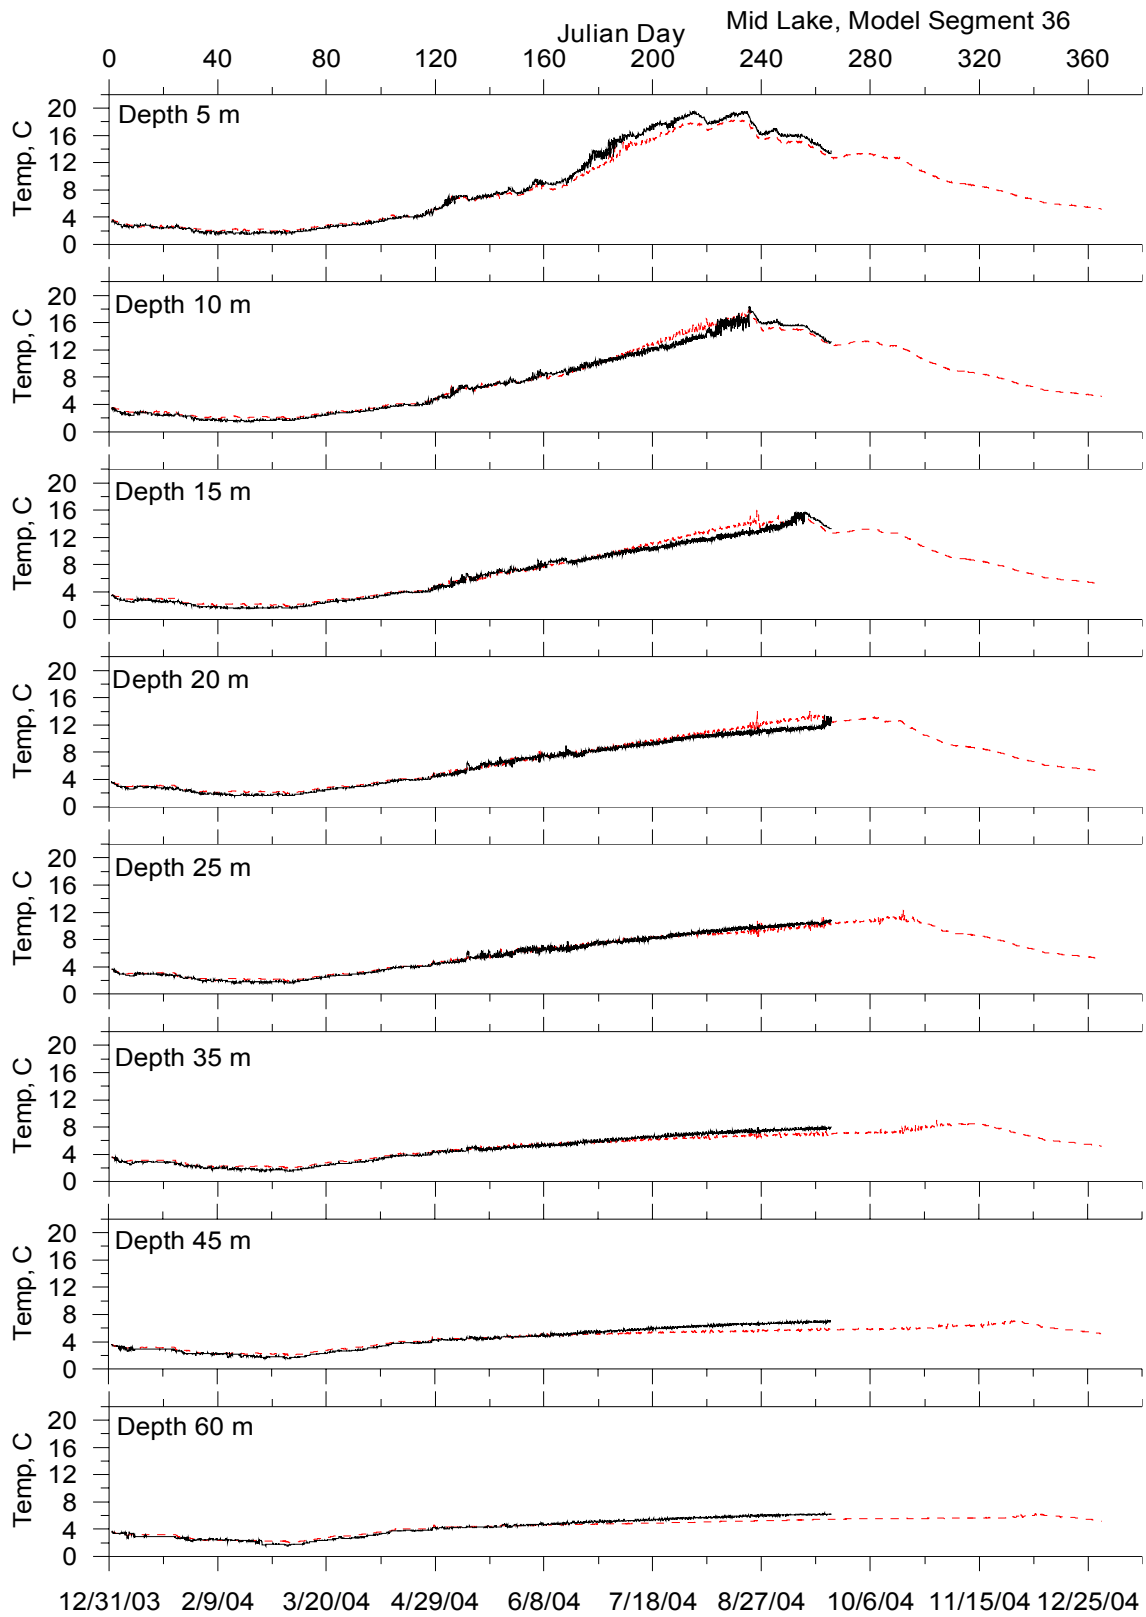 Mid Lake, Model Segment 36
Julian Day
0 40 80 120 160 200 240 280 320 360
Depth 5 m
Temp, C
20
16
12
8
4
0
Depth 10 m
Temp, C
20
16
12
8
4
0
Depth 15 m
Temp, C
20
16
12
8
4
0
Depth 20 m
Temp, C
20
16
12
8
4
0
Depth 25 m
Temp, C
20
16
12
8
4
0
Depth 35 m
Temp, C
20
16
12
8
4
0
Depth 45 m
Temp, C
20
16
12
8
4
0
Depth 60 m
Temp, C
20
16
12
8
4
0
12/31/03 2/9/04 3/20/04 4/29/04 6/8/04 7/18/04 8/27/04 10/6/04 11/15/04 12/25/04